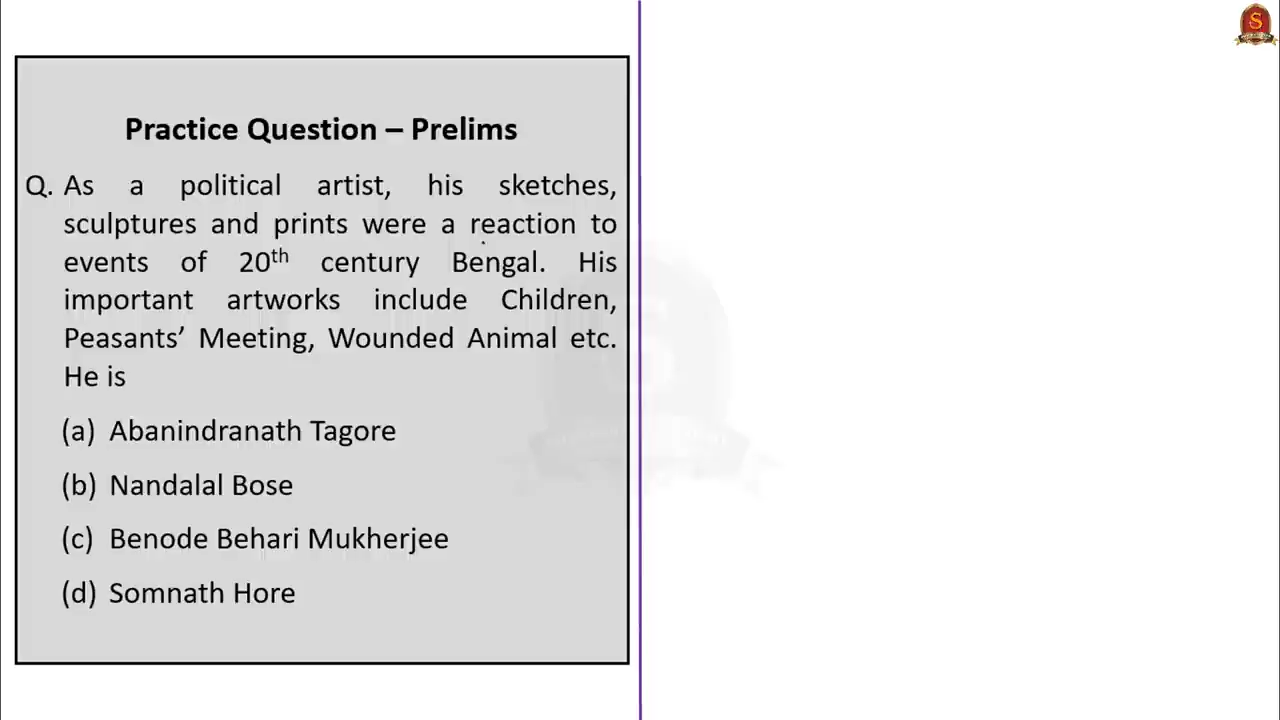 S
Practice Question – Prelims
Q. As a political artist, his sketches,
sculptures and prints were a reaction to
events of 20th century Bengal. His
important artworks include Children,
Peasants’ Meeting, Wounded Animal etc.
He is
(a) Abanindranath Tagore
(b) Nandalal Bose
(c) Benode Behari Mukherjee
(d) Somnath Hore